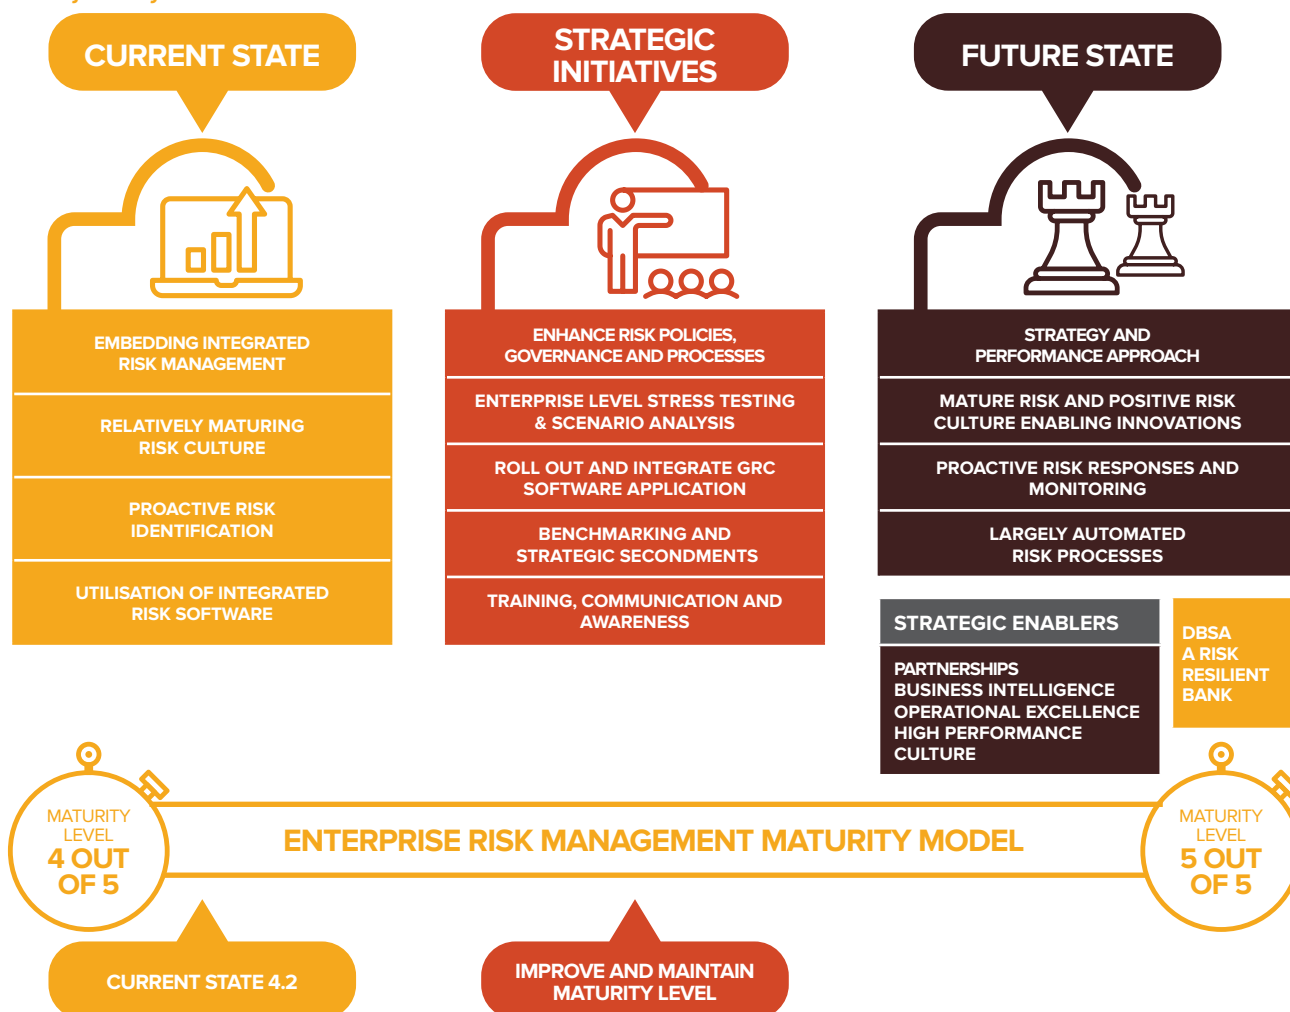 CURRENT STATE
STRATEGIC
INITIATIVES
FUTURE STATE
EMBEDDING INTEGRATED
RISK MANAGEMENT
RELATIVELY MATURING
RISK CULTURE
PROACTIVE RISK
IDENTIFICATION
UTILISATION OF INTEGRATED
RISK SOFTWARE
ENHANCE RISK POLICIES,
GOVERNANCE AND PROCESSES
ENTERPRISE LEVEL STRESS TESTING
& SCENARIO ANALYSIS
ROLL OUT AND INTEGRATE GRC
SOFTWARE APPLICATION
BENCHMARKING AND
STRATEGIC SECONDMENTS
TRAINING, COMMUNICATION AND
AWARENESS
STRATEGY AND
PERFORMANCE APPROACH
MATURE RISK AND POSITIVE RISK
CULTURE ENABLING INNOVATIONS
PROACTIVE RISK RESPONSES AND
MONITORING
LARGELY AUTOMATED
RISK PROCESSES
STRATEGIC ENABLERS
PARTNERSHIPS
BUSINESS INTELLIGENCE
OPERATIONAL EXCELLENCE
HIGH PERFORMANCE
CULTURE
DBSA
A RISK
RESILIENT
BANK
MATURITY
LEVEL
4 OUT
OF 5
ENTERPRISE RISK MANAGEMENT MATURITY MODEL
MATURITY
LEVEL
5 OUT
OF 5
CURRENT STATE 4.2
IMPROVE AND MAINTAIN
MATURITY LEVEL